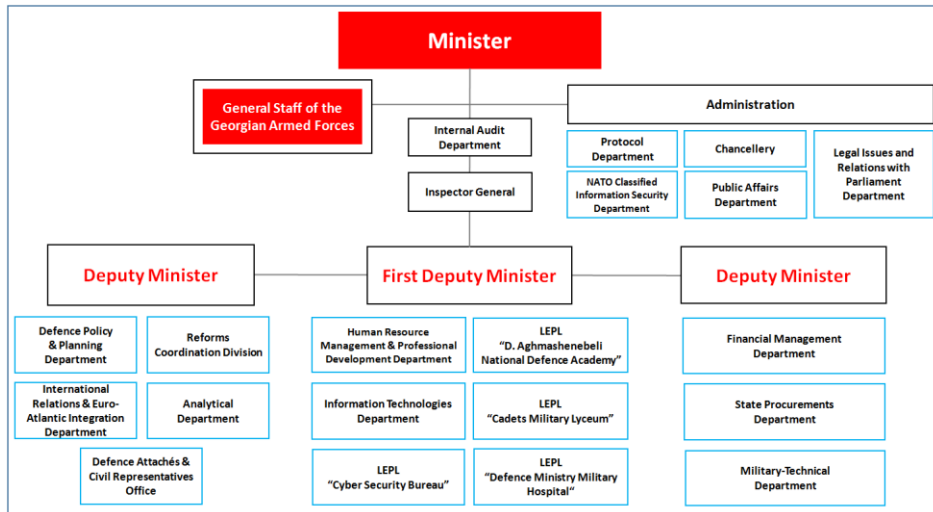 Minister
General Staff of the
Georgian Armed Forces
Administration
Internal Audit
Department
Inspector General
Protocol
Department
Chancellery
Legal Issues and
Relations with
Parliament
Department
NATO Classified
Information Security
Department
Public Affairs
Department
Deputy Minister
First Deputy Minister
Deputy Minister
Defence Policy
& Planning
Department
Reforms
Coordination Division
International
Relations & Euro-
Atlantic Integration
Department
Analytical
Department
Defence Attachés &
Civil Representatives
Office
Human Resource
Management & Professional
Development Department
LEPL
“D. Aghmashenebeli
National Defence Academy”
Information Technologies
Department
LEPL
“Cadets Military Lyceum”
LEPL
“Cyber Security Bureau”
LEPL
“Defence Ministry Military
Hospital“
Financial Management
Department
State Procurements
Department
Military-Technical
Department